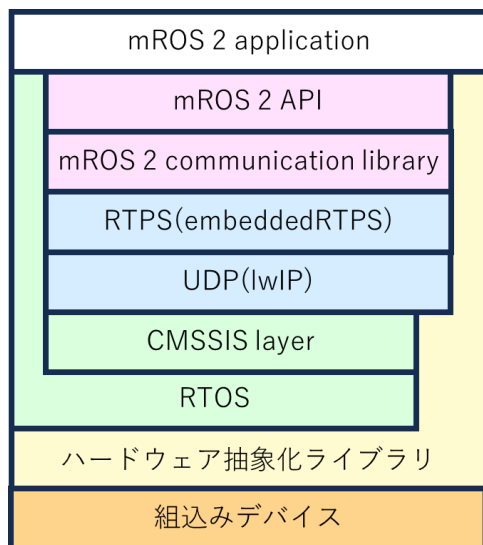 mROS 2 application
mROS 2 API
mROS 2 communication library
RTPS(embeddedRTPS)
UDP(lwIP)
CMSSIS layer
RTOS
ハードウェア抽象化ライブラリ
組込みデバイス